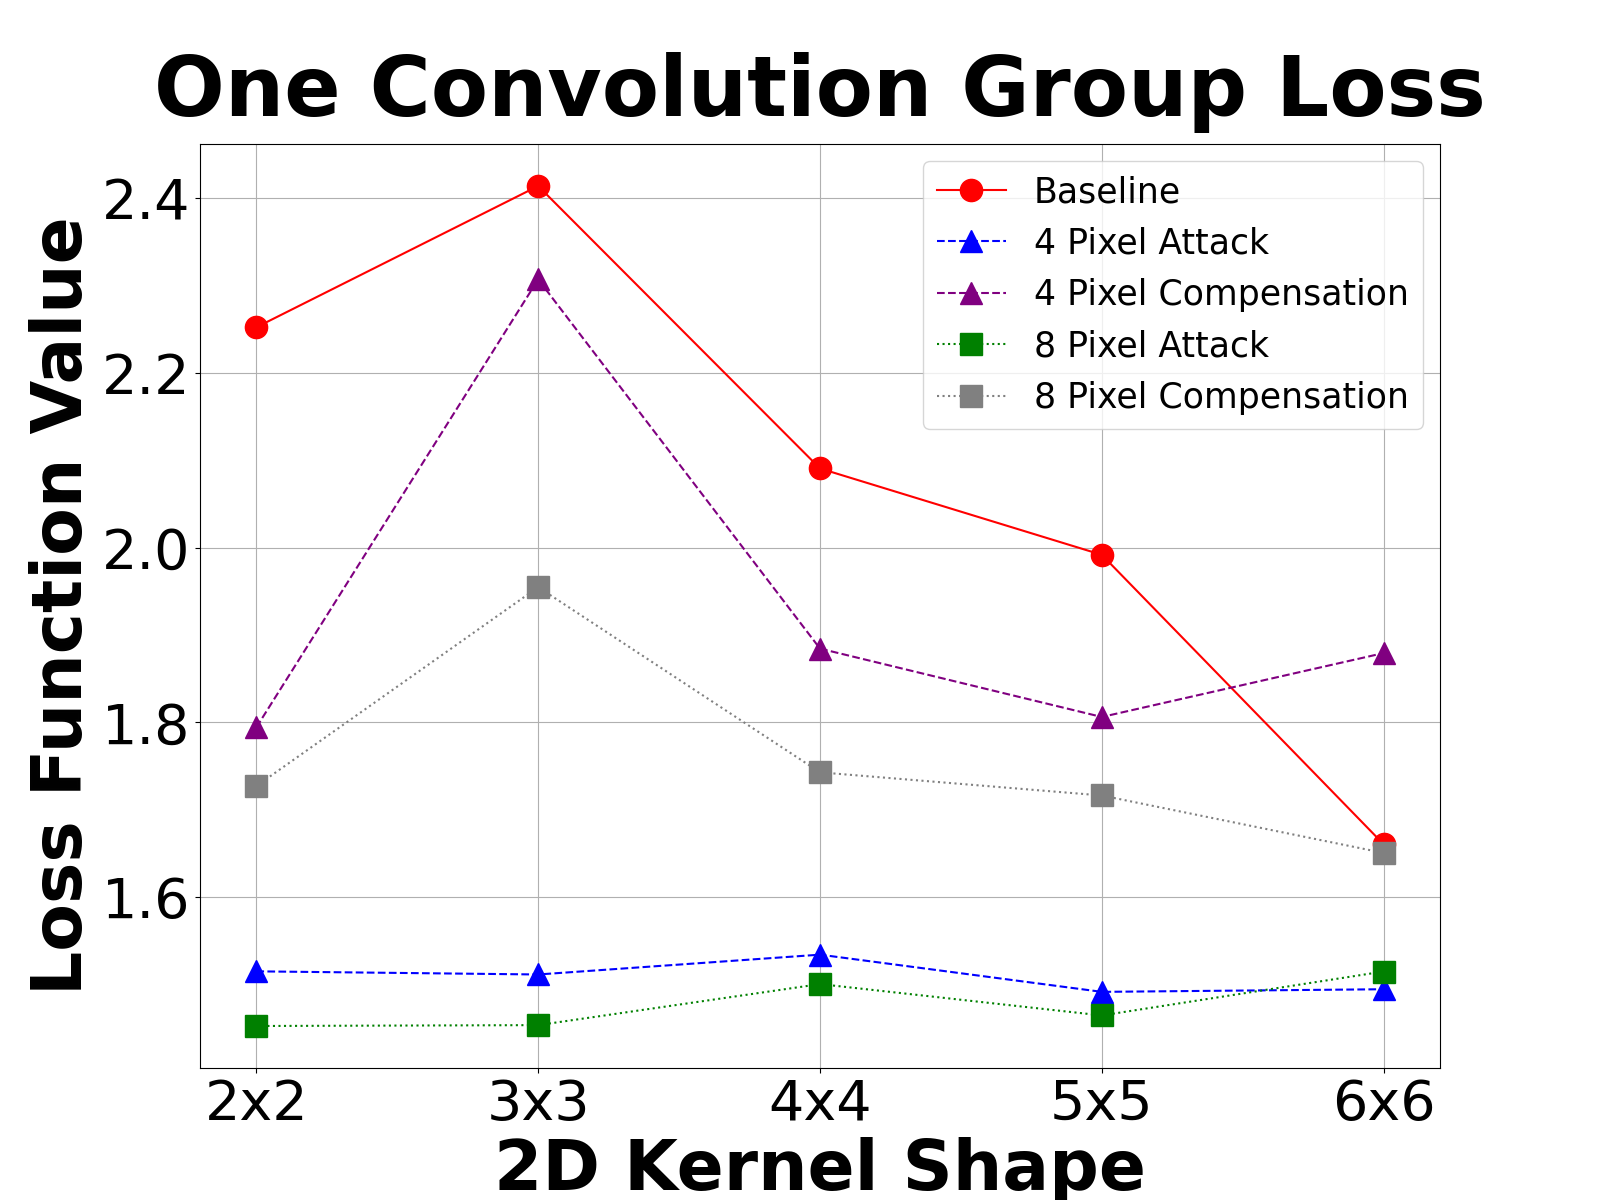 One Convolution Group Loss
Loss Function Value
2.4
2.2
2.0
1.8
1.6
Baseline
4 Pixel Attack
4 Pixel Compensation
8 Pixel Attack
8 Pixel Compensation
2x2 3x3 4x4 5x5 6x6
2D Kernel Shape